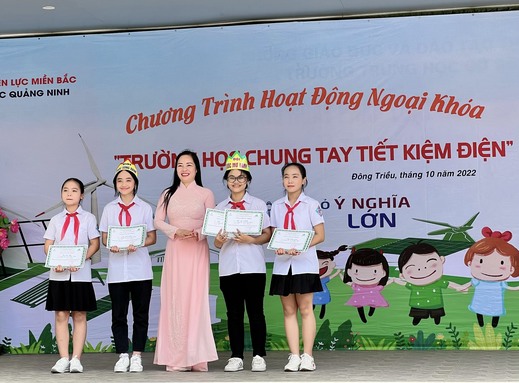 ỆN LỰC MIỀN BẮC
C QUẢNG NINH
Chương Trình Hoạt Động Ngoại Khóa
"TRƯỜNG HỌC CHUNG TAY TIẾT KIỆM ĐIỆN"
Đông Triều, tháng 10 năm 2022
Ý NGHĨA
LỚN